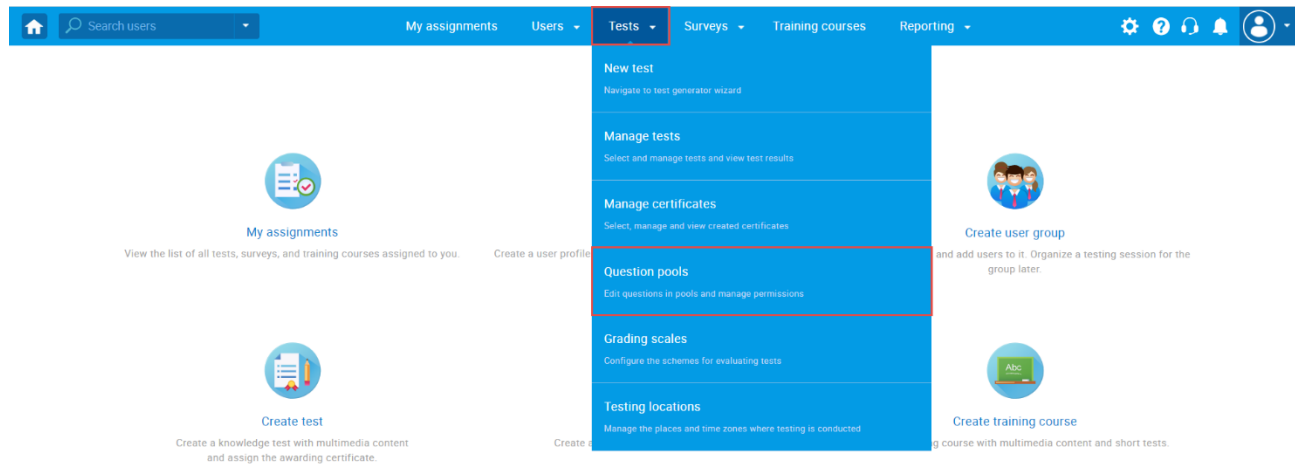 Search users
My assignments
Users
Tests
Surveys
Training courses
Reporting
New test
Navigate to test generator wizard
Manage tests
Select and manage tests and view test results
Manage certificates
Select, manage and view created certificates
Question pools
Edit questions in pools and manage permissions
Grading scales
Configure the schemes for evaluating tests
Testing locations
Manage the places and time zones where testing is conducted
My assignments
View the list of all tests, surveys, and training courses assigned to you.
Create a user profile
Create user group
and add users to it. Organize a testing session for the
group later.
Create test
Create a knowledge test with multimedia content
and assign the awarding certificate.
Create
Abc
Create training course
course with multimedia content and short tests.